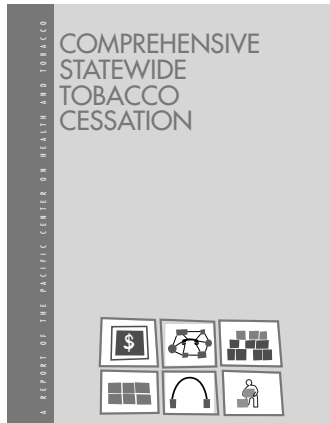 COMPREHENSIVE
STATEWIDE
TOBACCO
CESSATION
A REPORT OF THE PACIFIC CENTER ON HEALTH AND TOBACCO
$